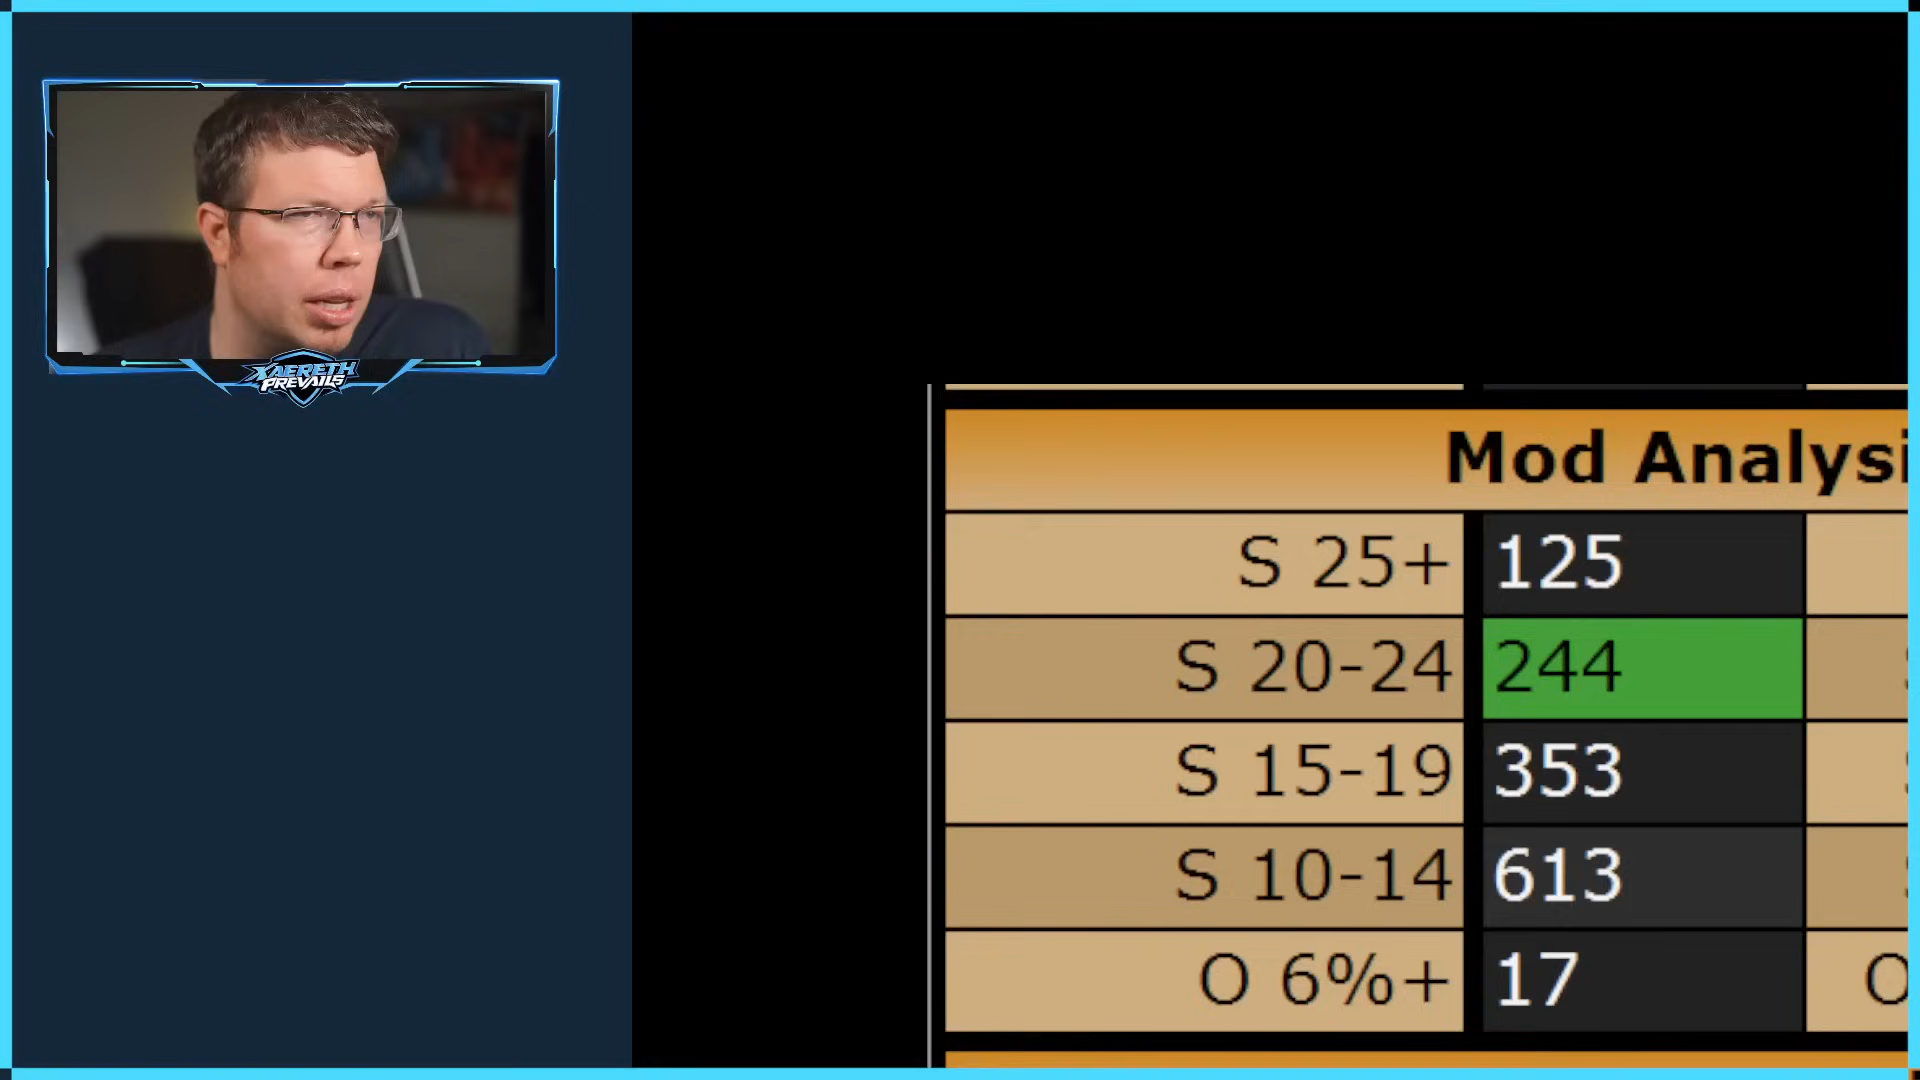 XAERETH
PREVAILS
Mod Analysi
S 25+ 125
S 20-24 244
S 15-19 353
S 10-14 613
O 6%+ 17 O